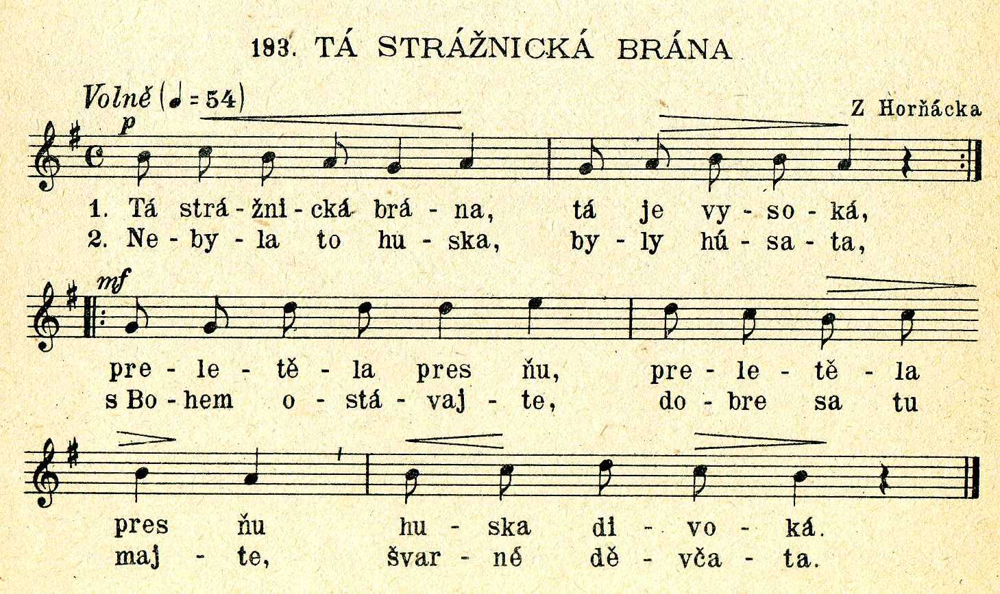 193. TÁ STRÁŽNICKÁ BRÁNA
Volně (♩ = 54)
Z Horňácka
p
1. Tá strá - žni - cká brá - na, tá je vy - so - ká,
2. Ne - by - la to hu - ska, by - ly hú - sa - ta,
mf
pre - le - tě - la pres ňu, pre - le - tě - la
s Bo - hem o - stá - vaj - te, do - bre sa tu
pres ňu hu - ska di - vo - ká.
maj - te, švar - né dě - vča - ta.